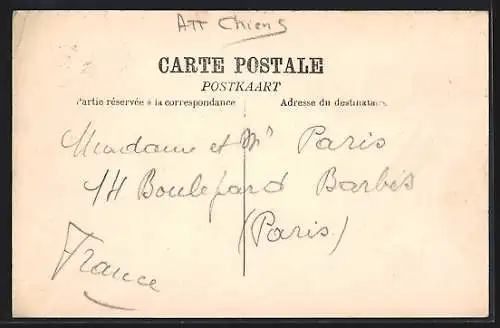 Att Chiens
CARTE POSTALE
POSTKAART
Partie réservée à la correspondance
Adresse du destinataire
Madame et Mr Paris
14 Boulevard Barbès
(Paris)
France